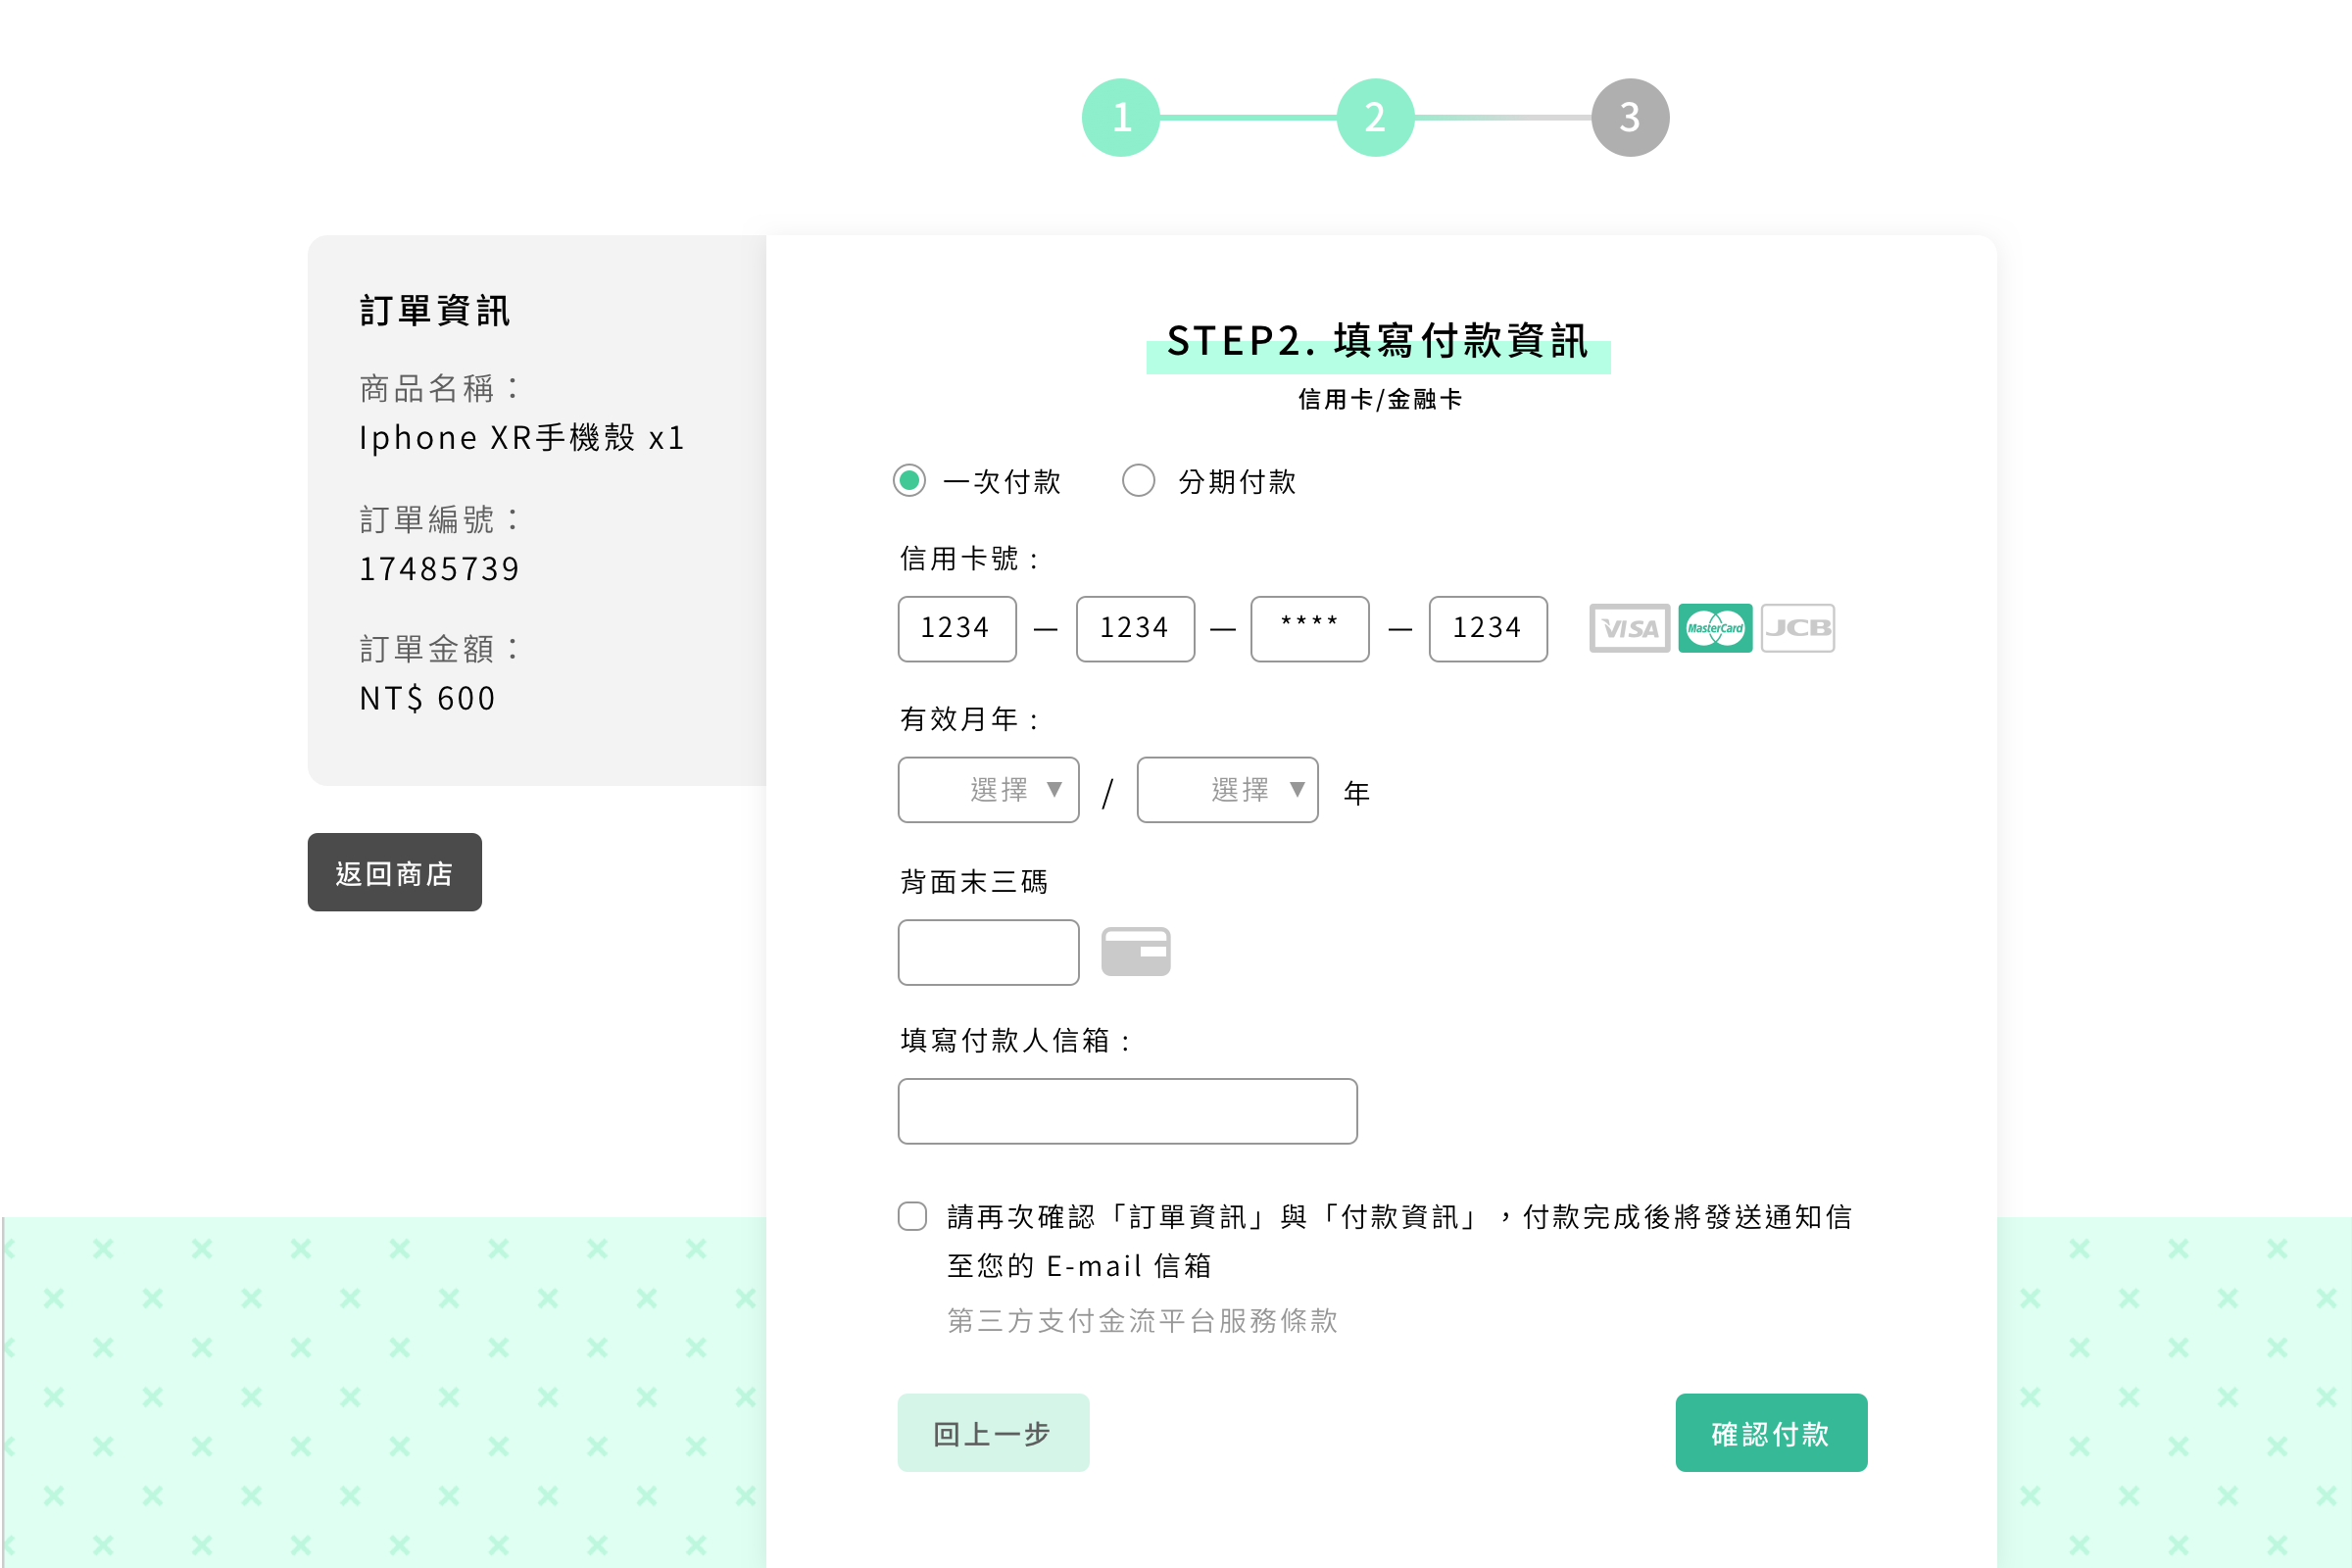 1 2 3
訂單資訊
商品名稱：
Iphone XR手機殼 x1
訂單編號：
17485739
訂單金額：
NT$ 600
返回商店
STEP2. 填寫付款資訊
信用卡/金融卡
一次付款 分期付款
信用卡號 :
1234 — 1234 — **** — 1234 VISA MasterCard JCB
有效月年 :
選擇 ▼ / 選擇 ▼ 年
背面末三碼
填寫付款人信箱 :
請再次確認「訂單資訊」與「付款資訊」，付款完成後將發送通知信
至您的 E-mail 信箱
第三方支付金流平台服務條款
回上一步 確認付款